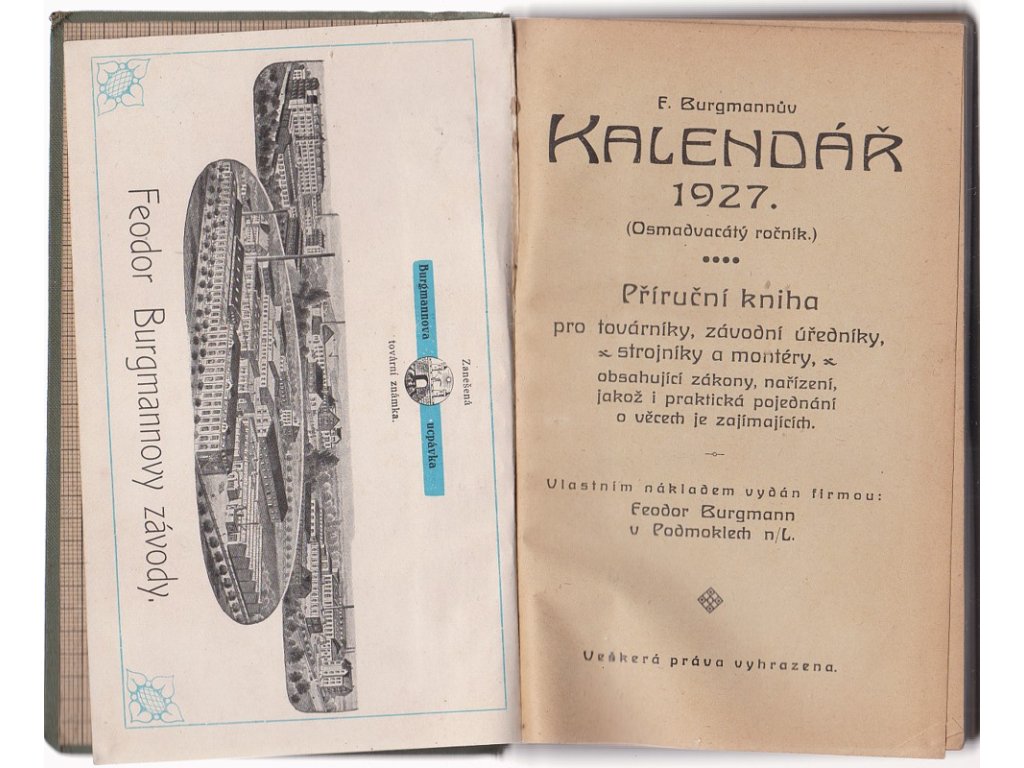 Feodor Burgmannovy závody.
Zanešená
Burgmannova ucpávka
tovární známka.
F. Burgmannův
KALENDÁŘ
1927.
(Osmadvacátý ročník.)
Příruční kniha
pro továrníky, závodní úředníky,
strojníky a montéry,
obsahující zákony, nařízení,
jakož i praktická pojednání
o věcech je zajímajících.
Vlastním nákladem vydán firmou:
Feodor Burgmann
v Podmoklech n/L.
Veškerá práva vyhrazena.